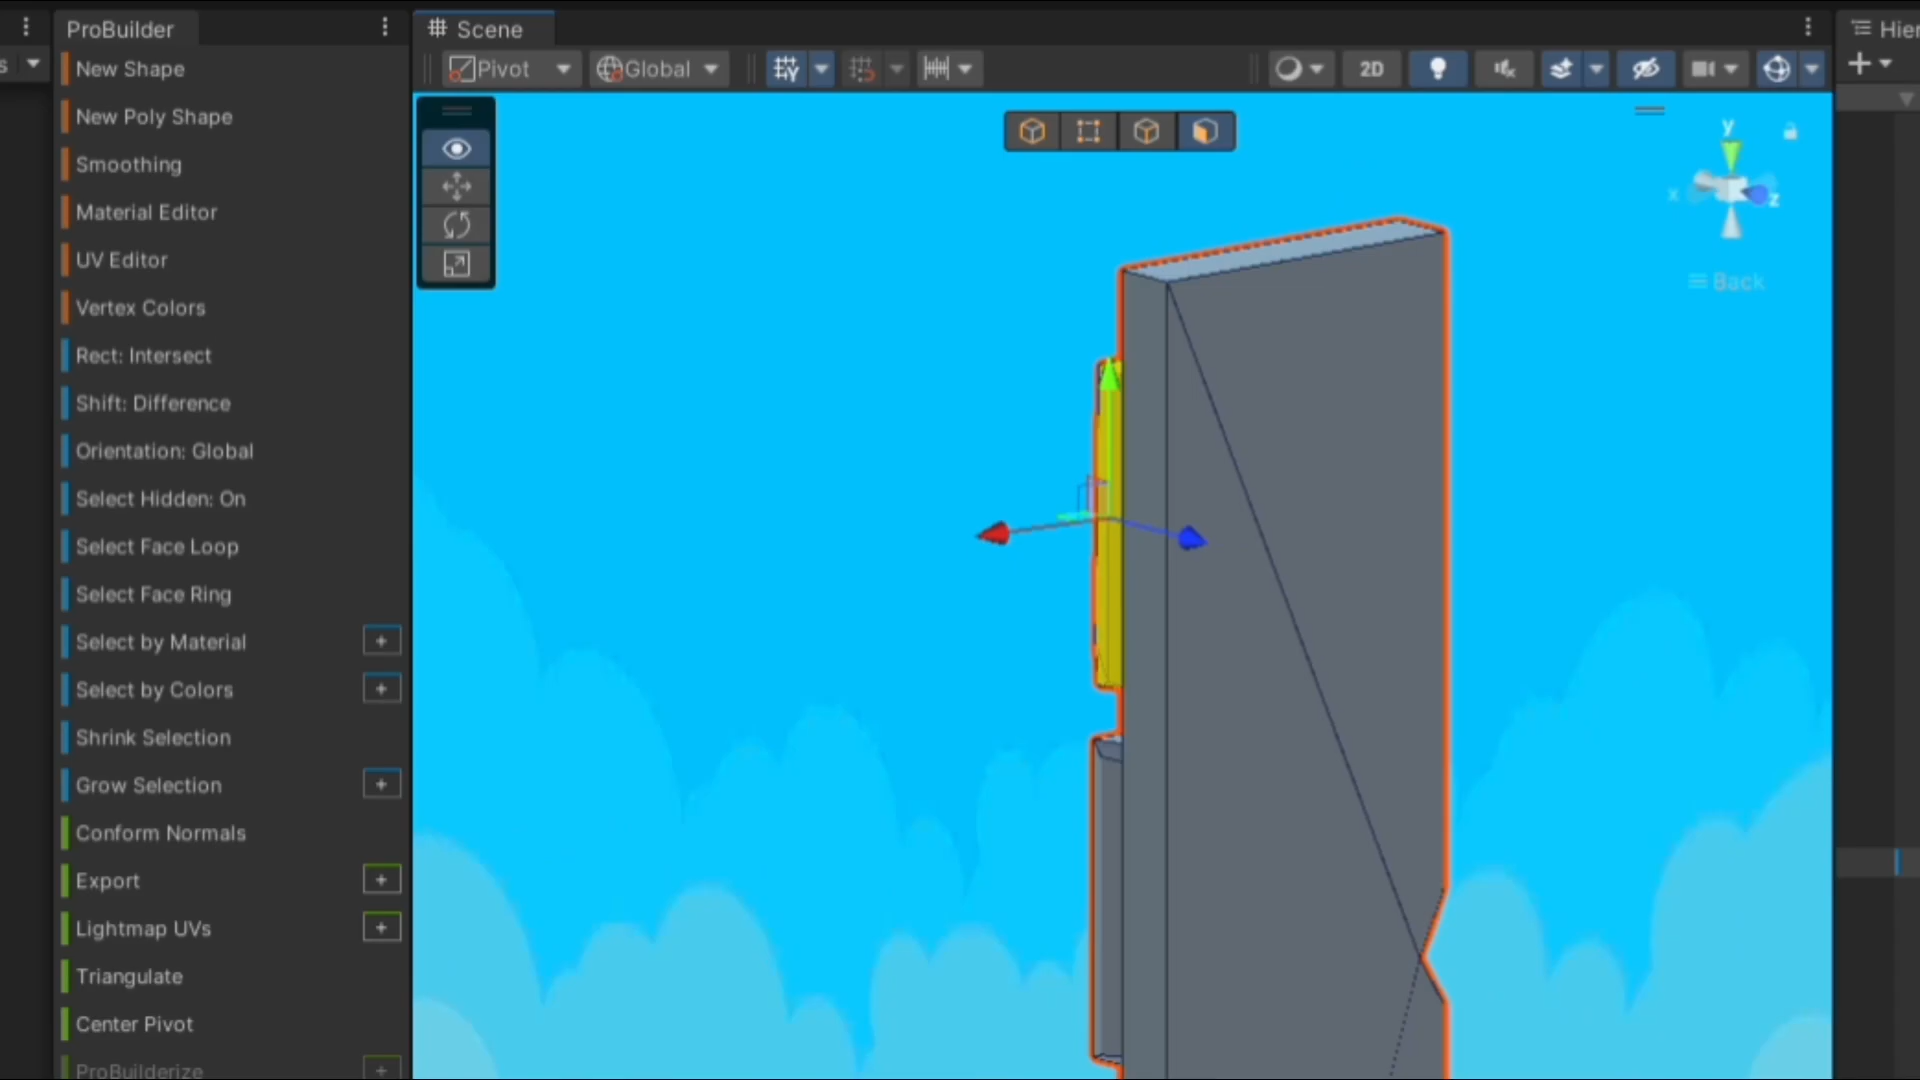 ProBuilder
Scene
Hier
s
Pivot
Global
2D
New Shape
New Poly Shape
Smoothing
Material Editor
UV Editor
Vertex Colors
Rect: Intersect
Shift: Difference
Orientation: Global
Select Hidden: On
Select Face Loop
Select Face Ring
Select by Material
Select by Colors
Shrink Selection
Grow Selection
Conform Normals
Export
Lightmap UVs
Triangulate
Center Pivot
ProBuilderize
y
x
z
Back